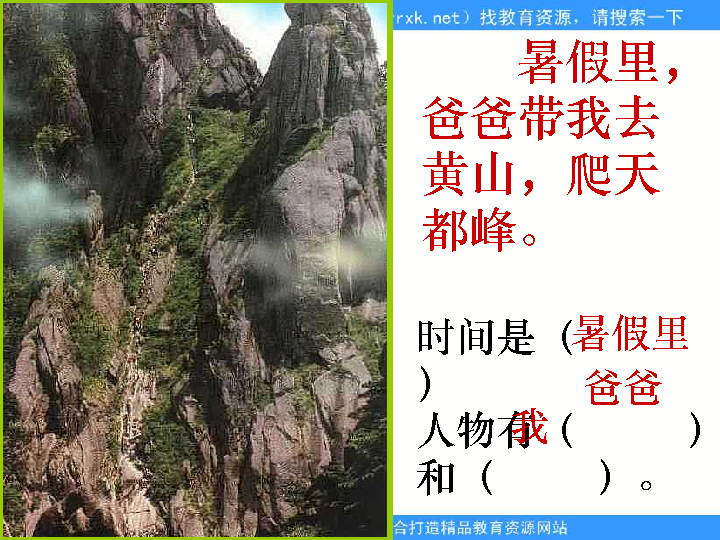 rxk.net）找教育资源，请搜索一下
暑假里，
爸爸带我去
黄山，爬天
都峰。
时间是（暑假里
）
爸爸
人物有（ ）
我
和（ ）。
合打造精品教育资源网站